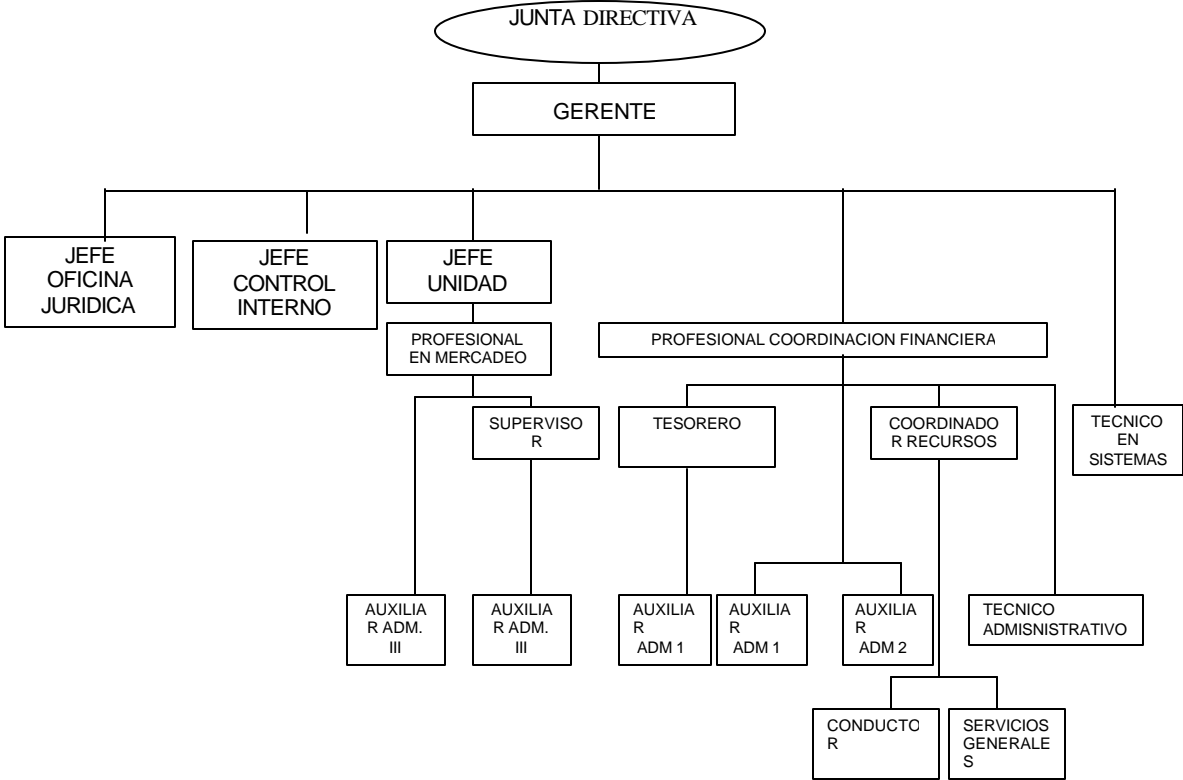 JUNTA DIRECTIVA
GERENTE
JEFE
OFICINA
JURIDICA
JEFE
CONTROL
INTERNO
JEFE
UNIDAD
PROFESIONAL
EN MERCADEO
PROFESIONAL COORDINACION FINANCIERA
SUPERVISO
R
TESORERO
COORDINADO
R RECURSOS
TECNICO
EN
SISTEMAS
AUXILIA
R ADM.
III
AUXILIA
R ADM.
III
AUXILIA
R
ADM 1
AUXILIA
R
ADM 1
AUXILIA
R
ADM 2
TECNICO
ADMISNISTRATIVO
CONDUCTO
R
SERVICIOS
GENERALE
S